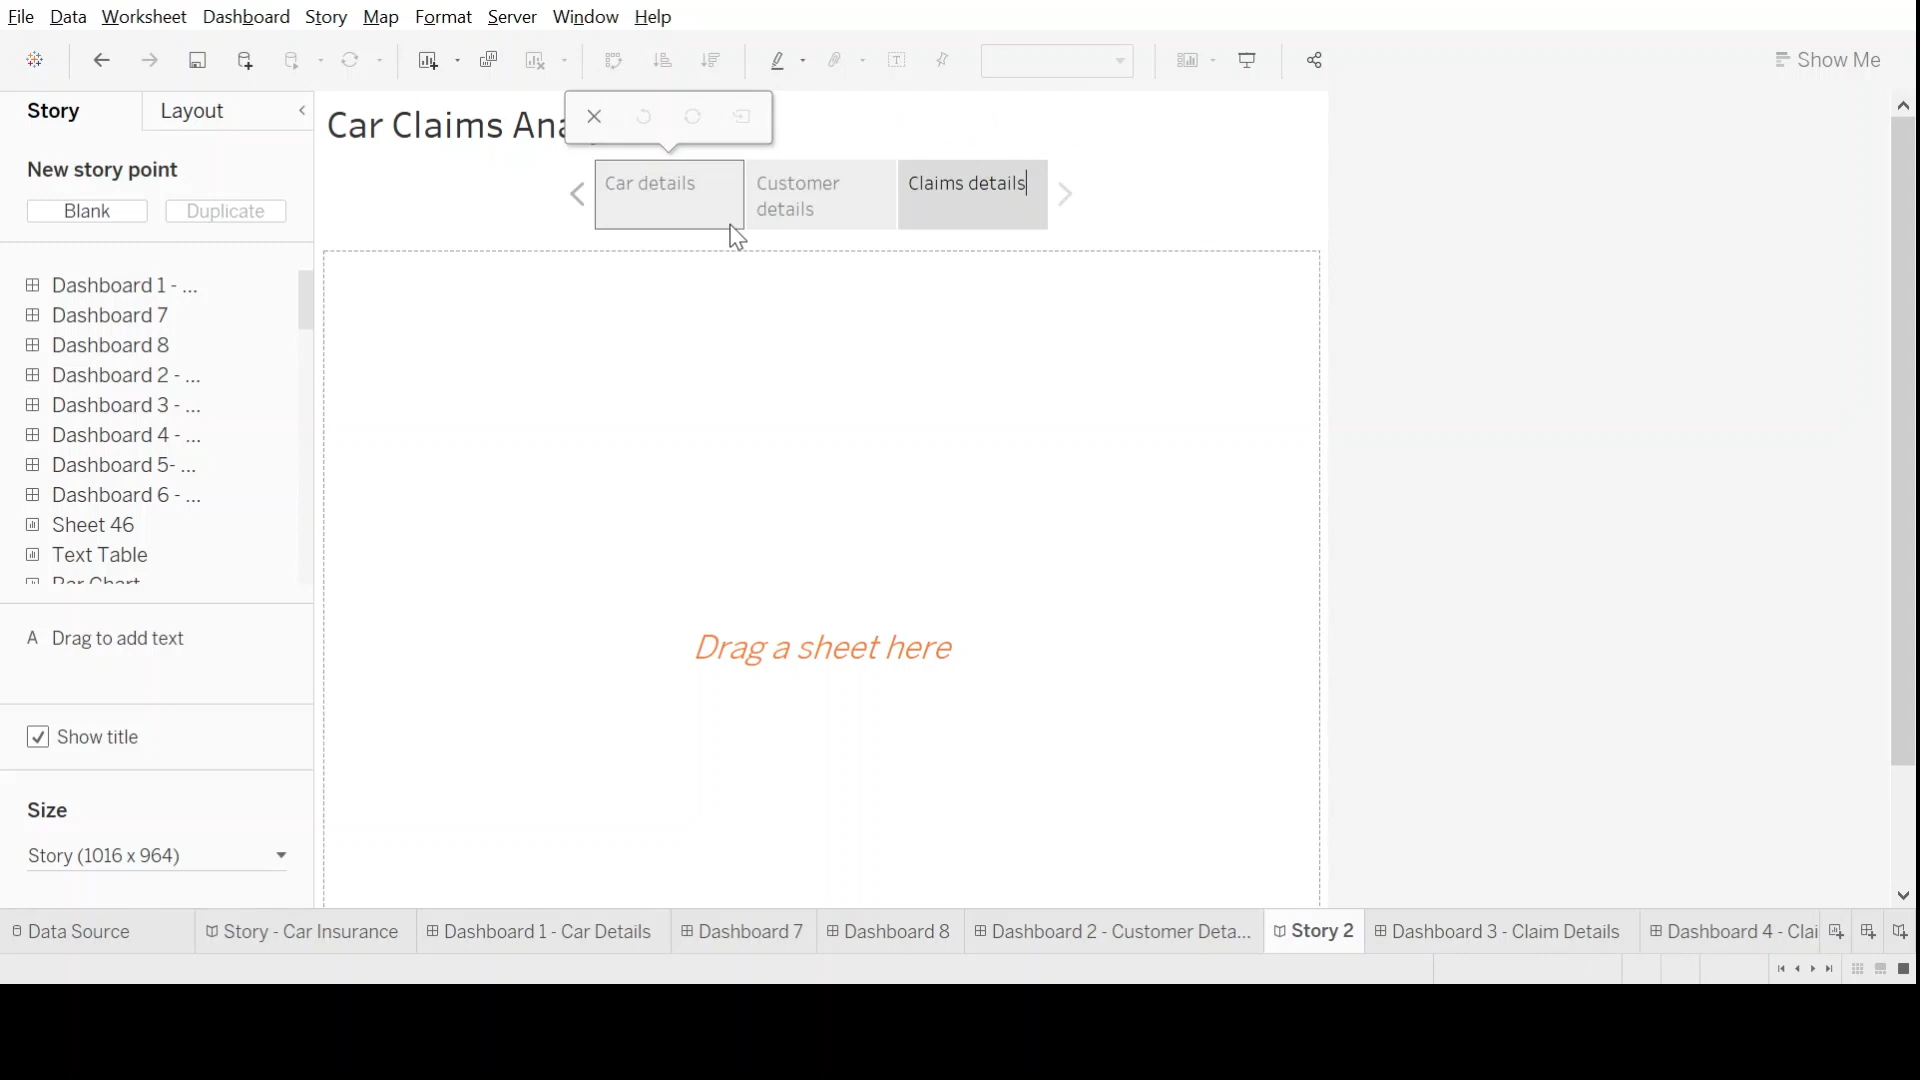 File Data Worksheet Dashboard Story Map Format Server Window Help
Show Me
Story Layout
New story point
Blank Duplicate
Dashboard 1 - ...
Dashboard 7
Dashboard 8
Dashboard 2 - ...
Dashboard 3 - ...
Dashboard 4 - ...
Dashboard 5- ...
Dashboard 6 - ...
Sheet 46
Text Table
Bar Chart
A Drag to add text
Show title
Size
Story (1016 x 964)
Car Claims Ana
Car details
Customer
details
Claims details
Drag a sheet here
Data Source Story - Car Insurance Dashboard 1 - Car Details Dashboard 7 Dashboard 8 Dashboard 2 - Customer Deta... Story 2 Dashboard 3 - Claim Details Dashboard 4 - Clai